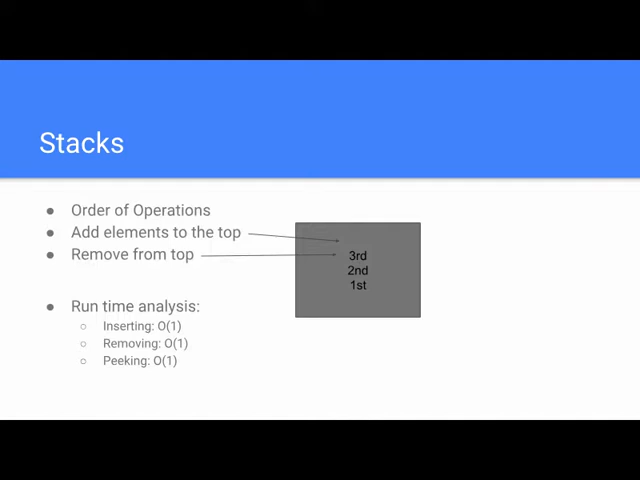 Stacks
Order of Operations
Add elements to the top
Remove from top
3rd
2nd
1st
Run time analysis:
Inserting: O(1)
Removing: O(1)
Peeking: O(1)